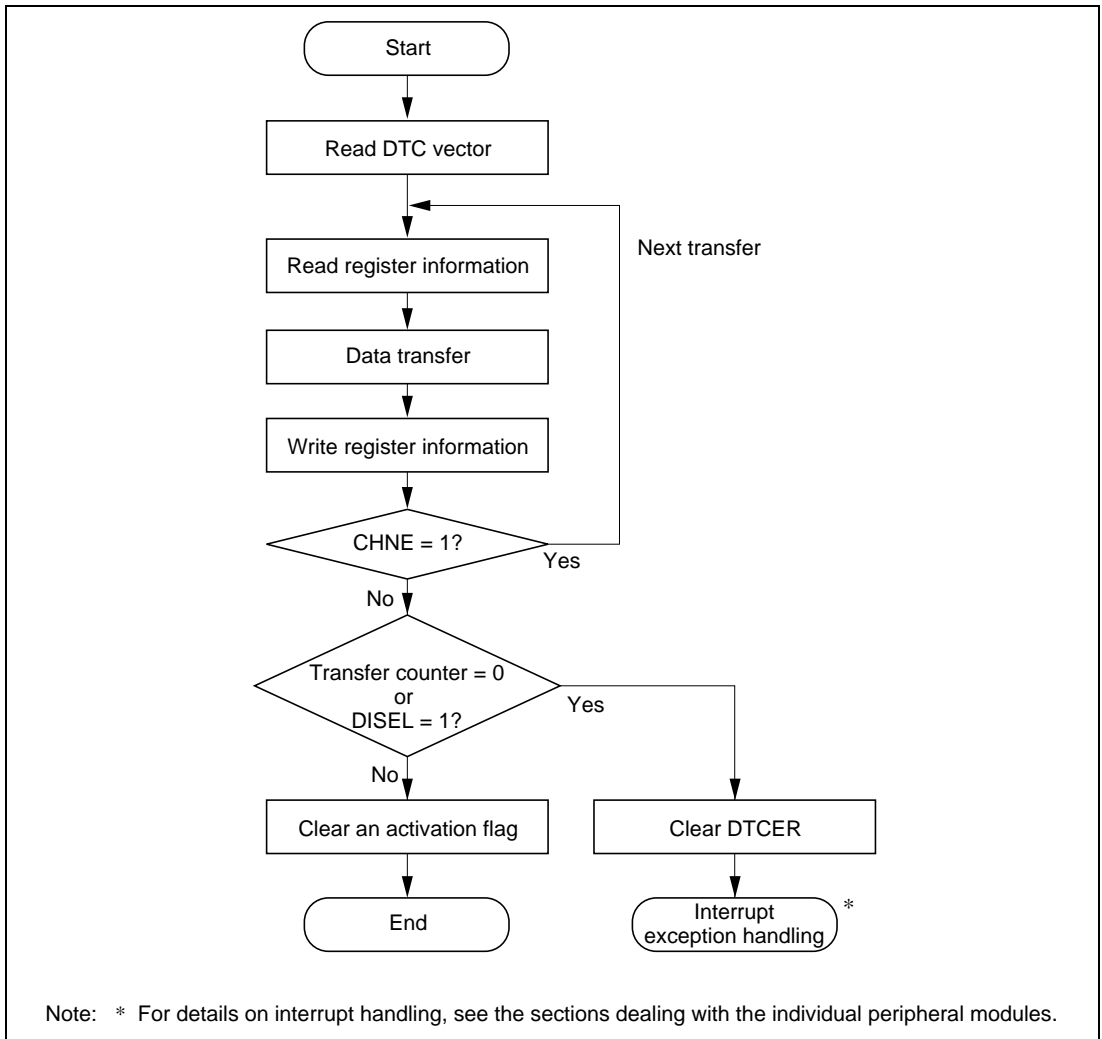 Start
Read DTC vector
Next transfer
Read register information
Data transfer
Write register information
CHNE = 1?
Yes
No
Transfer counter = 0
or
DISEL = 1?
Yes
No
Clear an activation flag
Clear DTCER
End
Interrupt
exception handling
*
Note: * For details on interrupt handling, see the sections dealing with the individual peripheral modules.